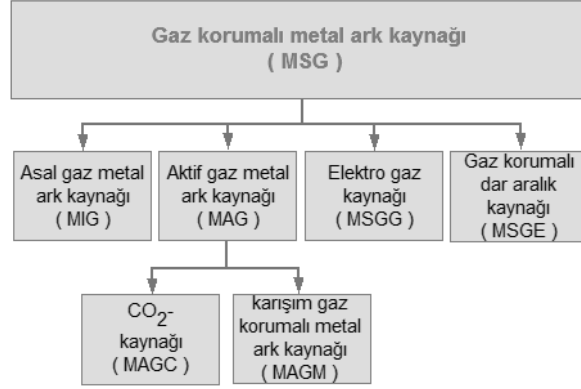 Gaz korumalı metal ark kaynağı
( MSG )
Asal gaz metal
ark kaynağı
( MIG )
Aktif gaz metal
ark kaynağı
( MAG )
Elektro gaz
kaynağı
( MSGG )
Gaz korumalı
dar aralık
kaynağı
( MSGE )
CO₂-
kaynağı
( MAGC )
karışım gaz
korumalı metal
ark kaynağı
( MAGM )